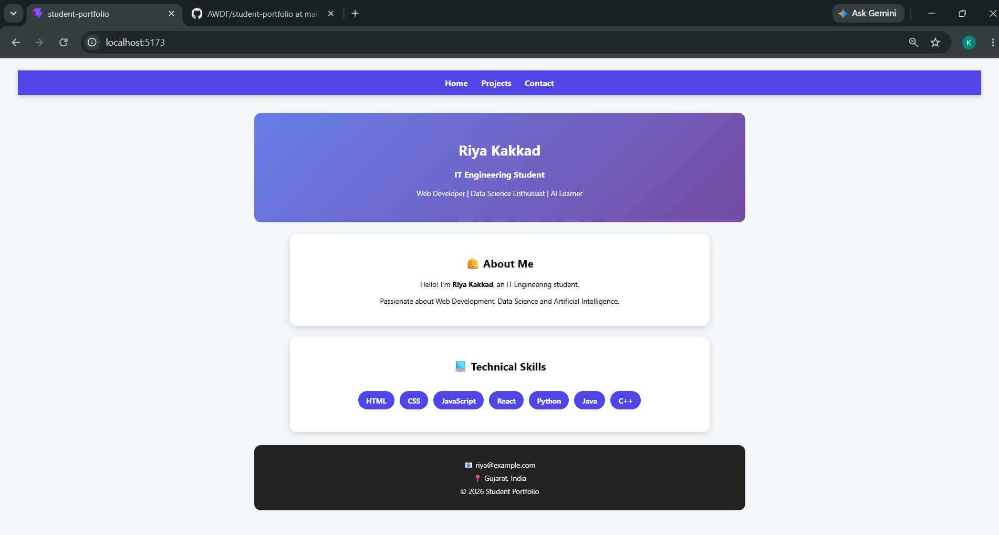 student-portfolio
AWDF/student-portfolio at mai
Ask Gemini
localhost:5173
K
Home Projects Contact
Riya Kakkad
IT Engineering Student
Web Developer | Data Science Enthusiast | AI Learner
👩 About Me
Hello! I'm Riya Kakkad, an IT Engineering student.
Passionate about Web Development, Data Science and Artificial Intelligence.
💻 Technical Skills
HTML CSS JavaScript React Python Java C++
📧 riya@example.com
📍 Gujarat, India
© 2026 Student Portfolio